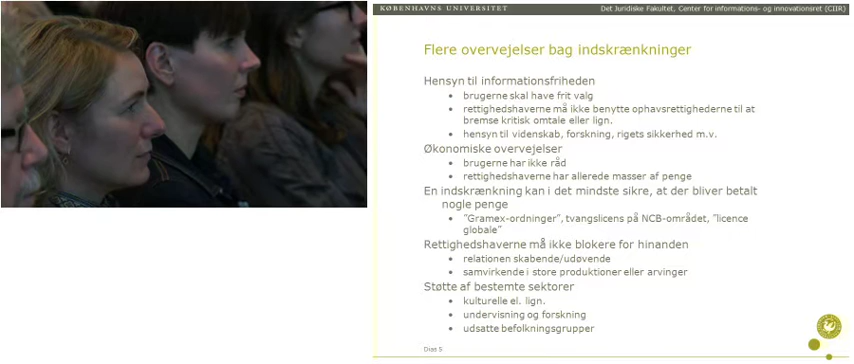 KØBENHAVNS UNIVERSITET
Det Juridiske Fakultet, Center for informations- og innovationsret (CIIR)
Flere overvejelser bag indskrænkninger
Hensyn til informationsfriheden
• brugerne skal have frit valg
• rettighedshaverne må ikke benytte ophavsrettighederne til at
bremse kritisk omtale eller lign.
• hensyn til videnskab, forskning, rigets sikkerhed m.v.
Økonomiske overvejelser
• brugerne har ikke råd
• rettighedshaverne har allerede masser af penge
En indskrænkning kan i det mindste sikre, at der bliver betalt
nogle penge
• ”Gramex-ordninger”, tvangslicens på NCB-området, ”licence
globale”
Rettighedshaverne må ikke blokere for hinanden
• relationen skabende/udøvende
• samvirkende i store produktioner eller arvinger
Støtte af bestemte sektorer
• kulturelle el. lign.
• undervisning og forskning
• udsatte befolkningsgrupper
Dias 5